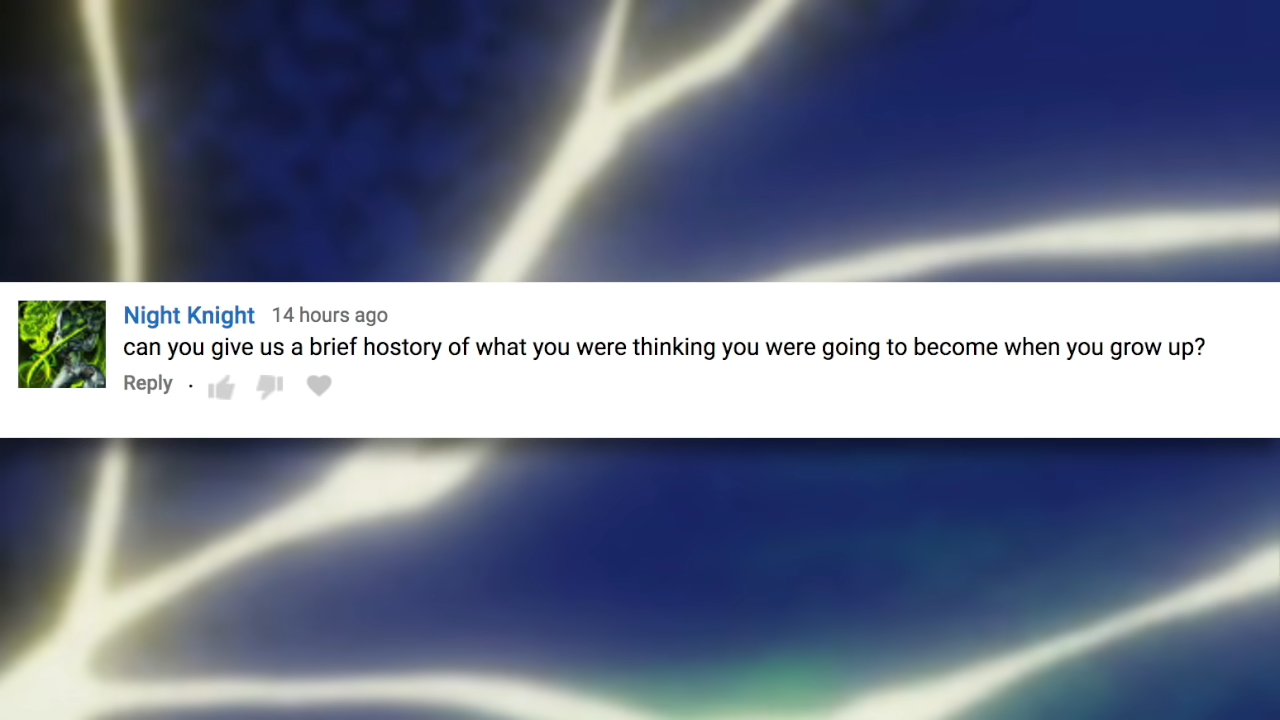 Night Knight 14 hours ago
can you give us a brief hostory of what you were thinking you were going to become when you grow up?
Reply ·